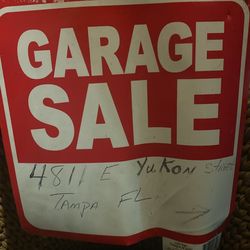 GARAGE
SALE
4811 E Yukon Street
Tampa FL